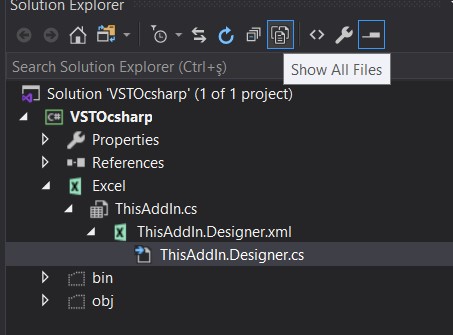 Solution Explorer
Search Solution Explorer (Ctrl+ş)
Show All Files
Solution 'VSTOcsharp' (1 of 1 project)
C# VSTOcsharp
Properties
References
Excel
ThisAddIn.cs
ThisAddIn.Designer.xml
ThisAddIn.Designer.cs
bin
obj